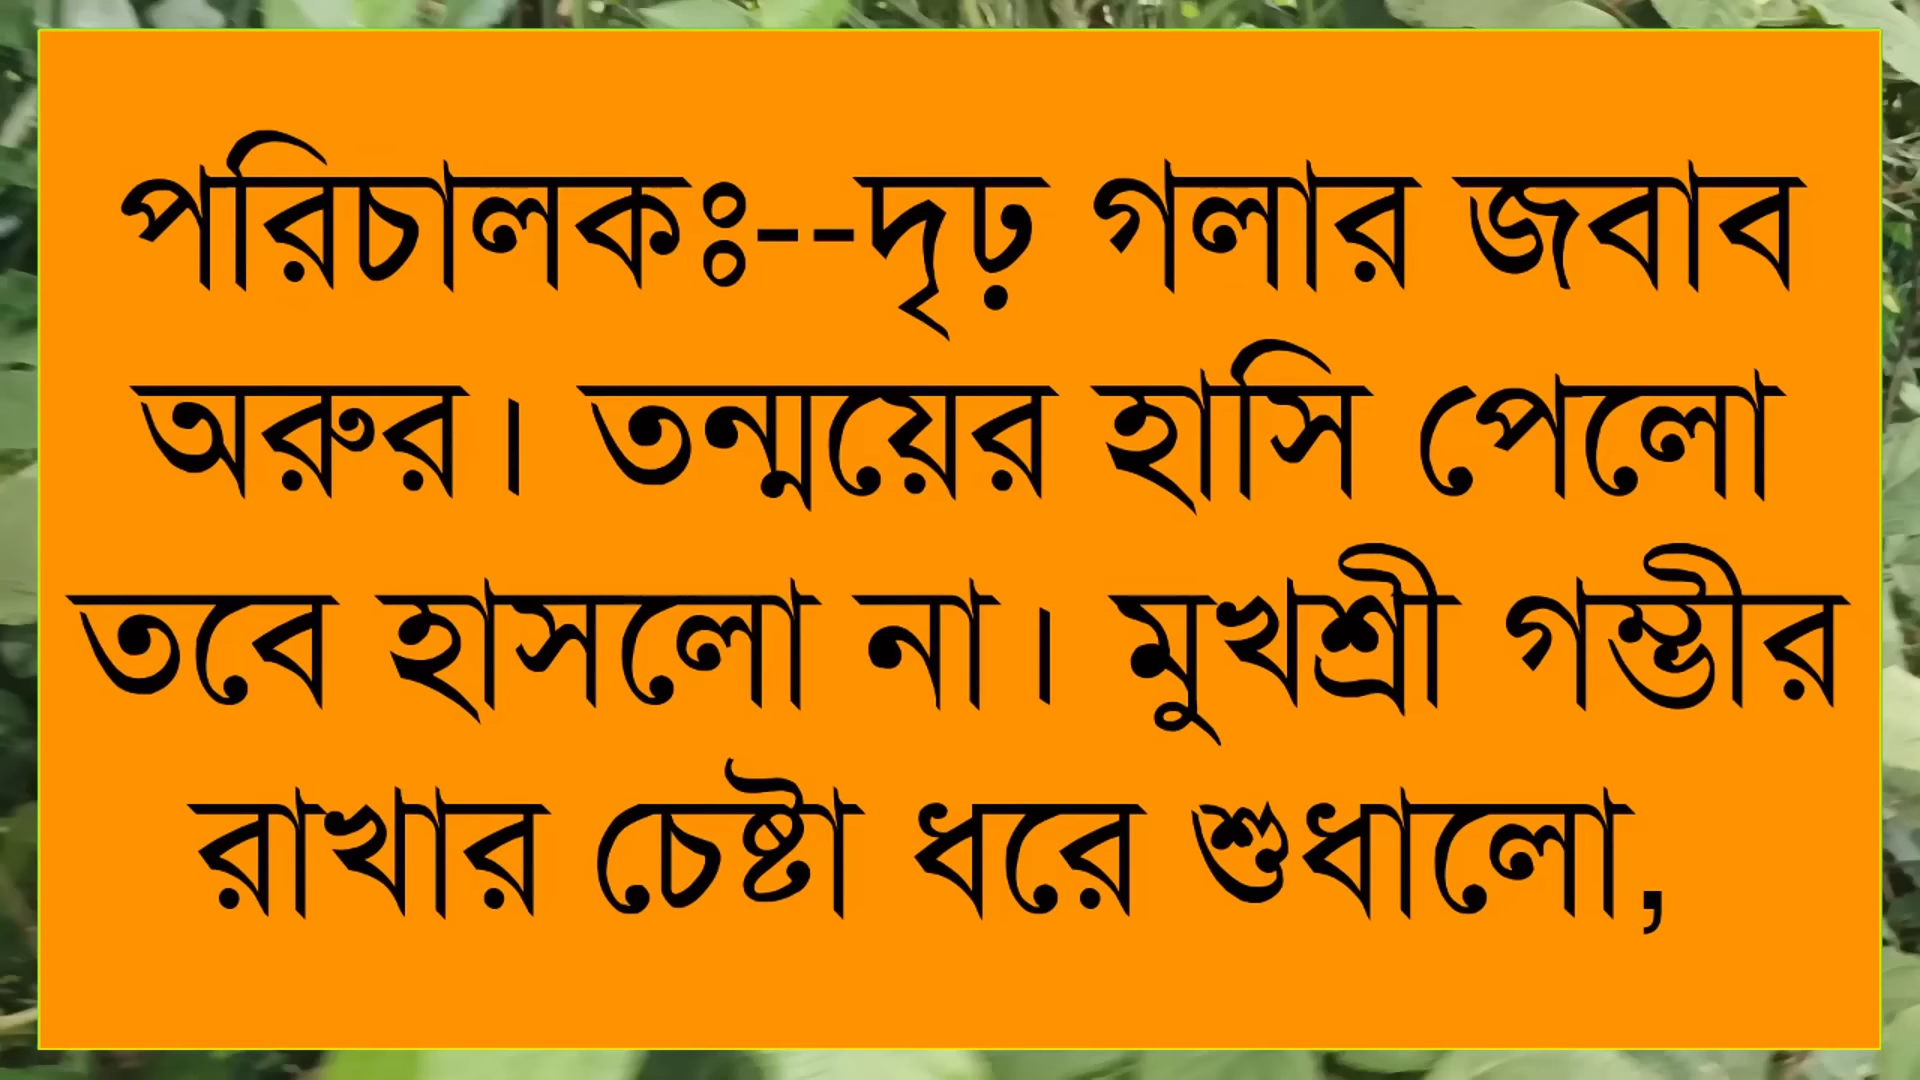 পরিচালকঃ--দৃঢ় গলার জবাব
অরুর। তন্ময়ের হাসি পেলো
তবে হাসলো না। মুখশ্রী গম্ভীর
রাখার চেষ্টা ধরে শুধালো,